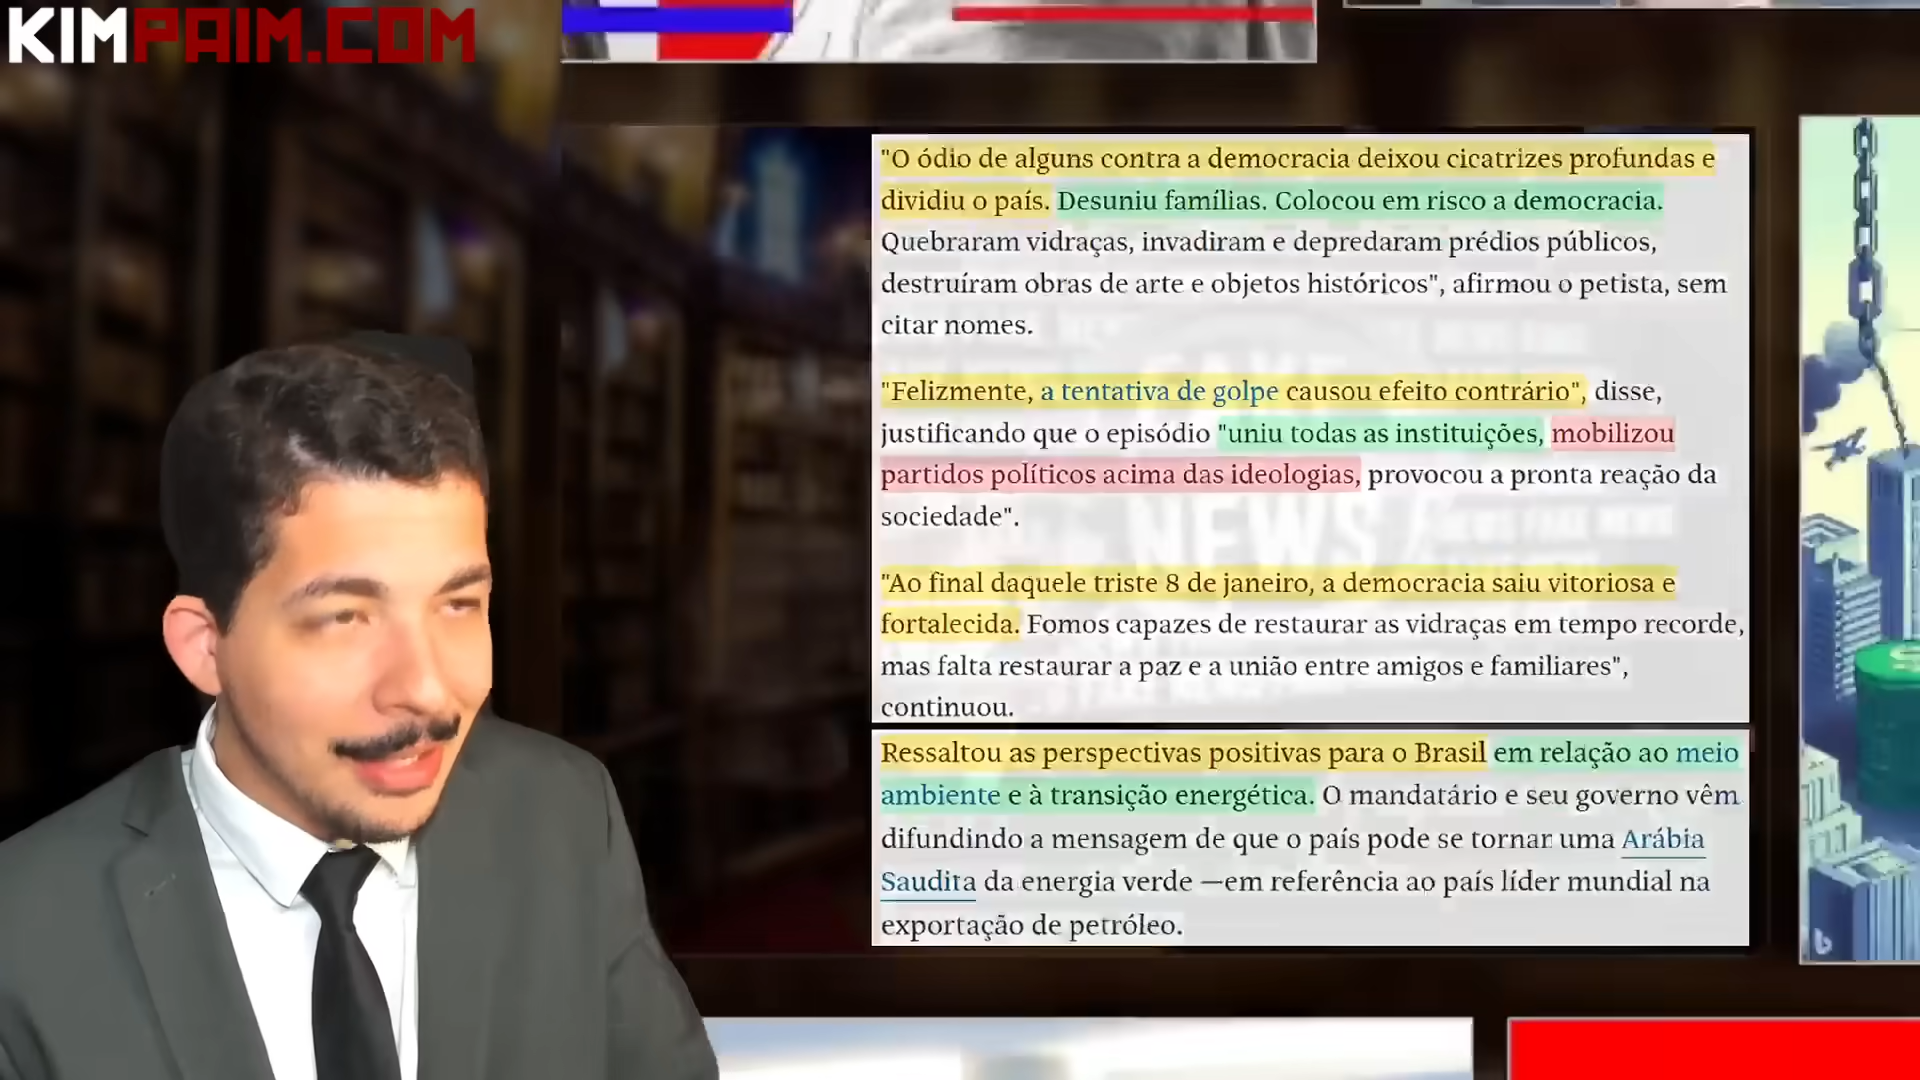 KIMPAIM.COM
"O ódio de alguns contra a democracia deixou cicatrizes profundas e
dividiu o país. Desuniu famílias. Colocou em risco a democracia.
Quebraram vidraças, invadiram e depredaram prédios públicos,
destruíram obras de arte e objetos históricos", afirmou o petista, sem
citar nomes.
"Felizmente, a tentativa de golpe causou efeito contrário", disse,
justificando que o episódio "uniu todas as instituições, mobilizou
partidos políticos acima das ideologias, provocou a pronta reação da
sociedade".
NEWS
"Ao final daquele triste 8 de janeiro, a democracia saiu vitoriosa e
fortalecida. Fomos capazes de restaurar as vidraças em tempo recorde,
mas falta restaurar a paz e a união entre amigos e familiares",
continuou.
Ressaltou as perspectivas positivas para o Brasil em relação ao meio
ambiente e à transição energética. O mandatário e seu governo vêm
difundindo a mensagem de que o país pode se tornar uma Arábia
Saudita da energia verde —em referência ao país líder mundial na
exportação de petróleo.